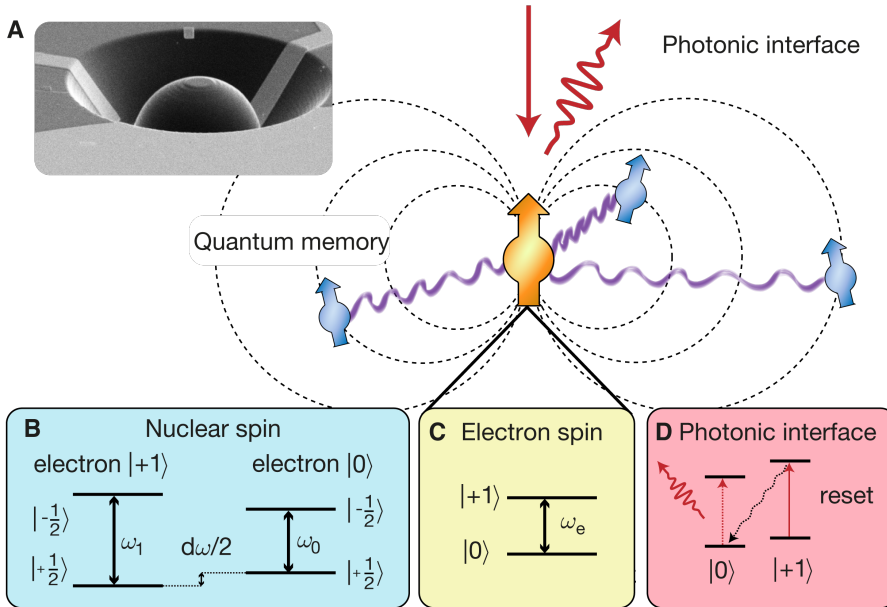 A
Photonic interface
Quantum memory
B Nuclear spin
electron |+1⟩ electron |0⟩
|-½⟩ |-½⟩
ω₁ dω/2 ω₀
|+½⟩ |+½⟩
C Electron spin
|+1⟩
ωₑ
|0⟩
D Photonic interface
reset
|0⟩ |+1⟩